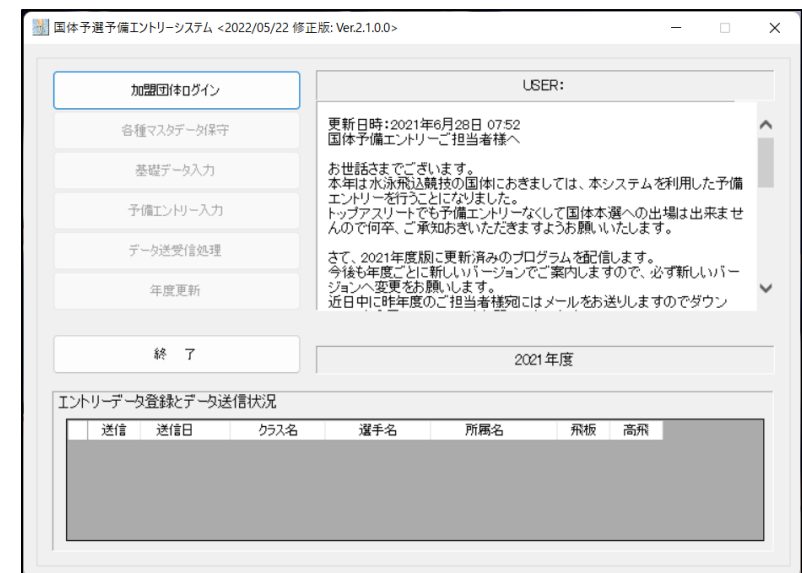 国体予選予備エントリーシステム <2022/05/22 修正版: Ver.2.1.0.0>
加盟団体ログイン
各種マスタデータ保守
基礎データ入力
予備エントリー入力
データ送受信処理
年度更新
終 了
USER:
更新日時:2021年6月28日 07:52
国体予備エントリーご担当者様へ
お世話さまでございます。
本年は水泳飛込競技の国体におきましては、本システムを利用した予備
エントリーを行うことになりました。
トップアスリートでも予備エントリーなくして国体本選への出場は出来ませ
んので何卒、ご承知おきいただきますようお願いいたします。
さて、2021年度版に更新済みのプログラムを配信します。
今後も年度ごとに新しいバージョンでご案内しますので、必ず新しいバー
ジョンへ変更をお願いします。
近日中に昨年度のご担当者様宛にはメールをお送りしますのでダウン
2021年度
エントリーデータ登録とデータ送信状況
送信 送信日 クラス名 選手名 所属名 飛板 高飛